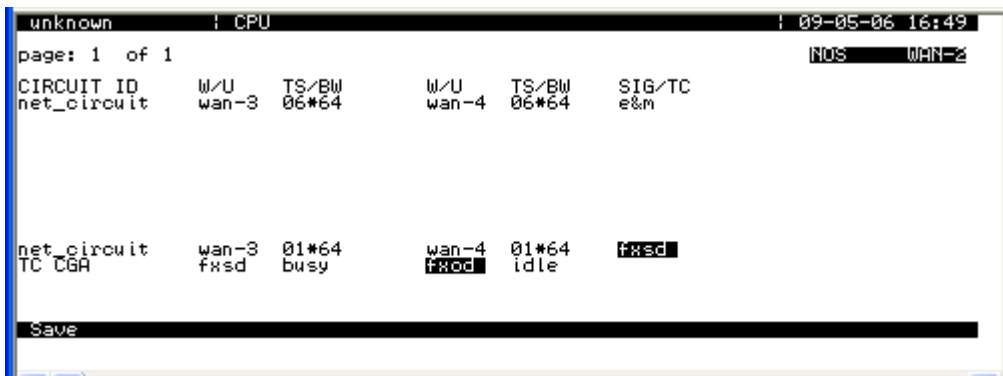 unknown | CPU | 09-05-06 16:49
page: 1 of 1 NOS WAN-2
CIRCUIT ID W/U TS/BW W/U TS/BW SIG/TC
net_circuit wan-3 06*64 wan-4 06*64 e&m
net_circuit wan-3 01*64 wan-4 01*64 fxsd
TC CGA fxsd busy fxod idle
Save